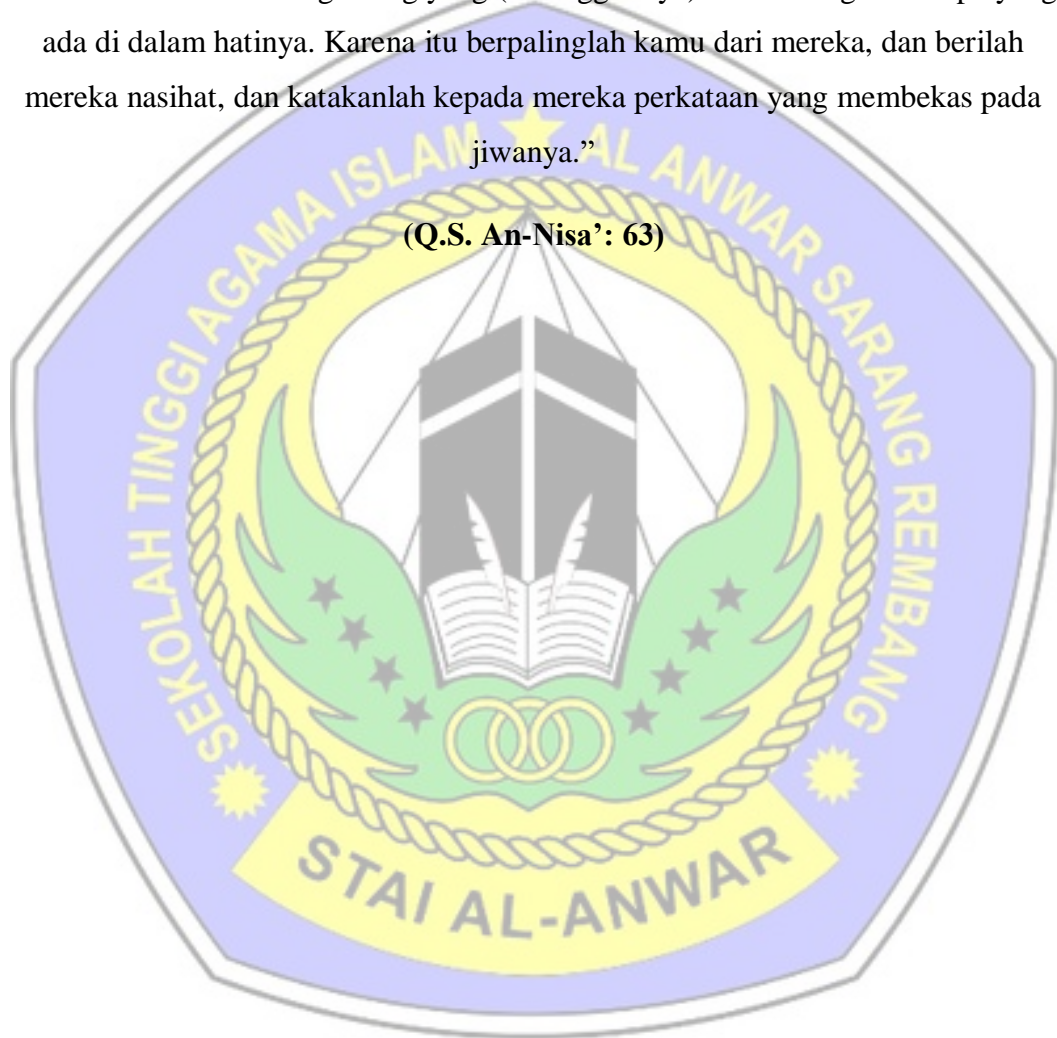 ada di dalam hatinya. Karena itu berpalinglah kamu dari mereka, dan berilah
mereka nasihat, dan katakanlah kepada mereka perkataan yang membekas pada
jiwanya.”
(Q.S. An-Nisa’: 63)
SEKOLAH TINGGI AGAMA ISLAM AL ANWAR SARANG REMBANG
STAI AL-ANWAR